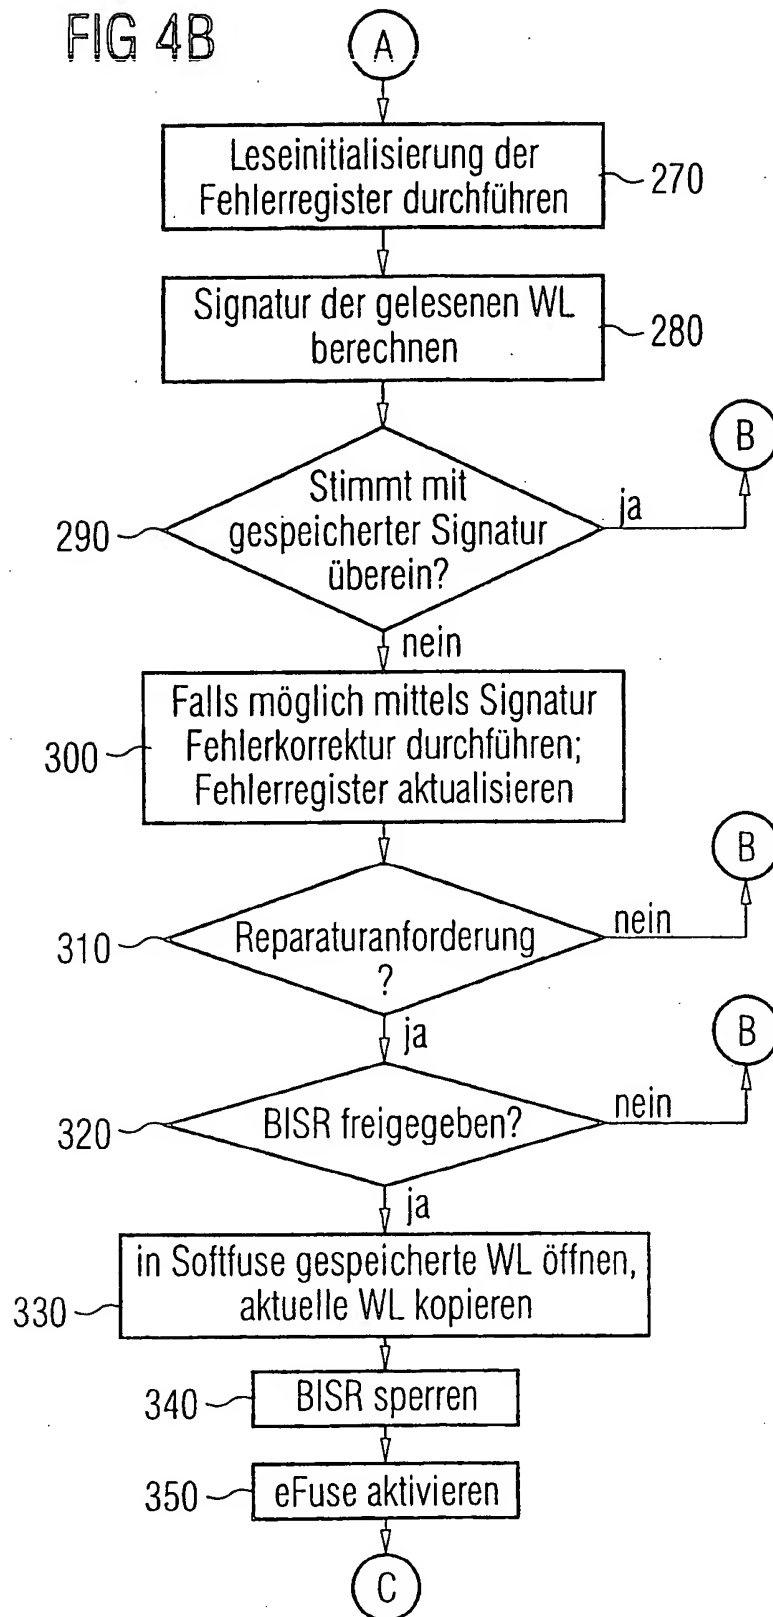 FIG 4B
A
Leseinitialisierung der
Fehlerregister durchführen
270
Signatur der gelesenen WL
berechnen
280
B
Stimmt mit
gespeicherter Signatur
überein?
290
ja
nein
Falls möglich mittels Signatur
Fehlerkorrektur durchführen;
Fehlerregister aktualisieren
300
B
Reparaturanforderung
?
310
nein
ja
B
BISR freigegeben?
320
nein
ja
in Softfuse gespeicherte WL öffnen,
aktuelle WL kopieren
330
BISR sperren
340
eFuse aktivieren
350
C